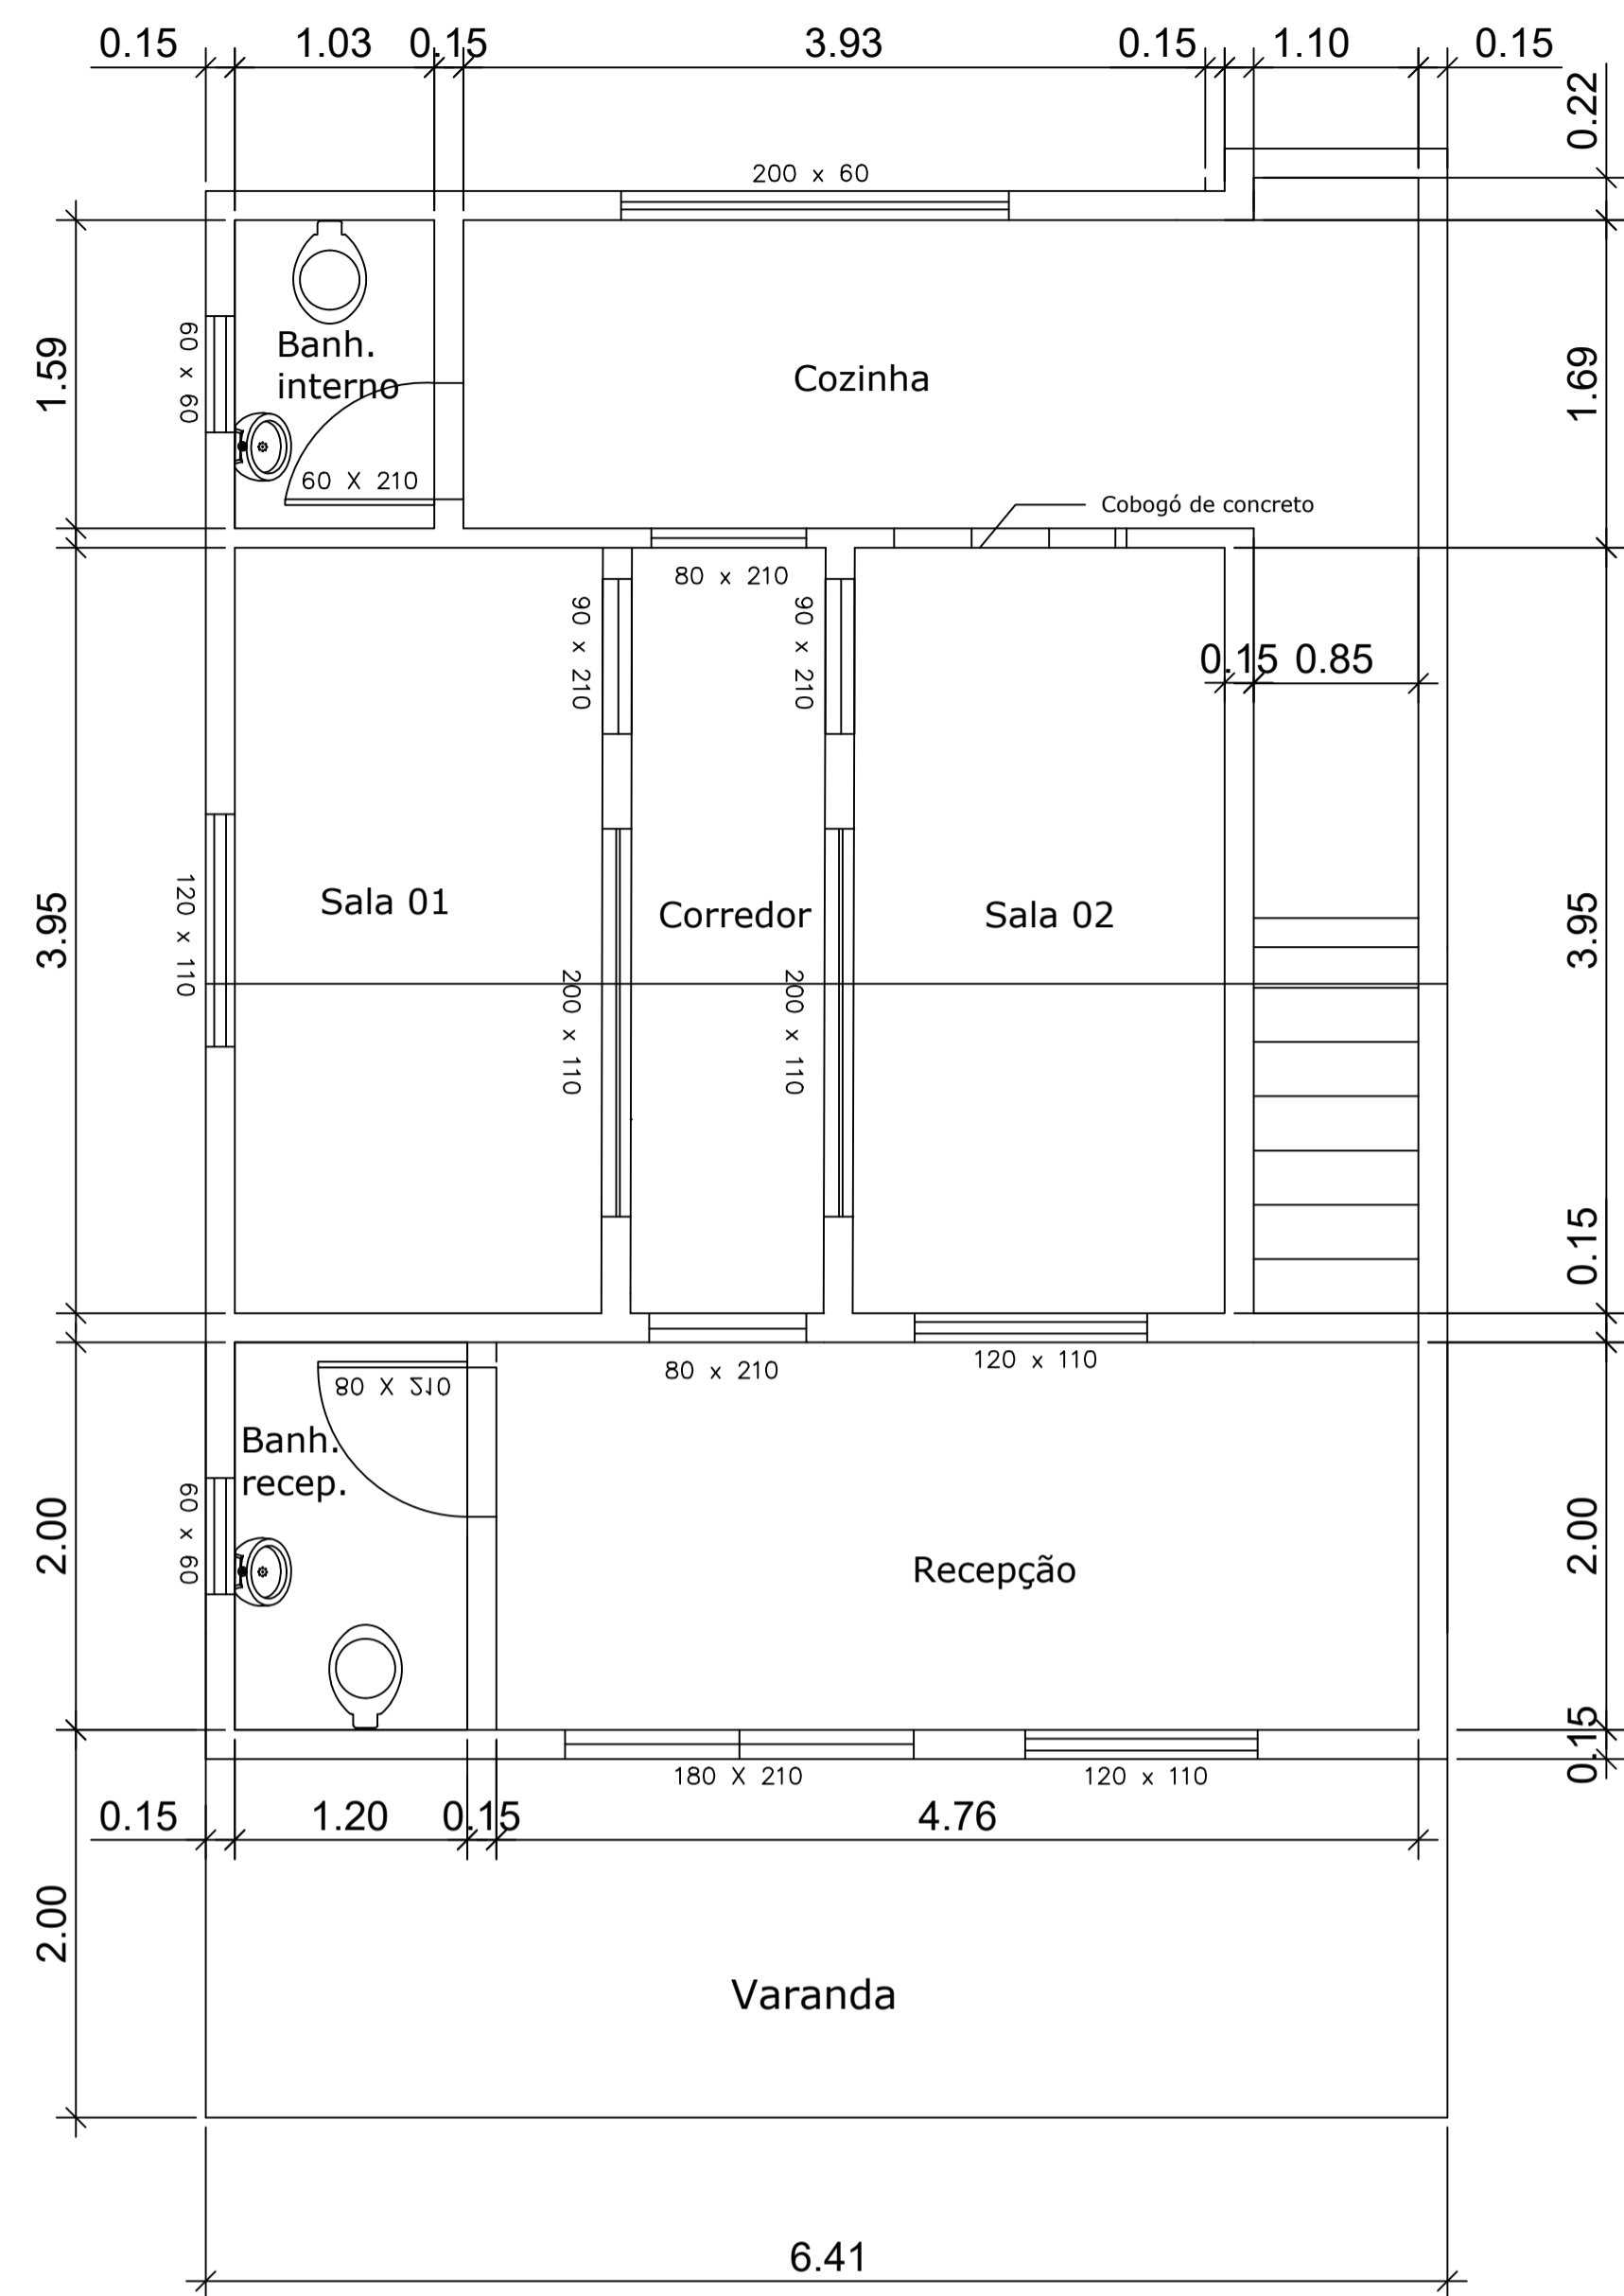 0.15 1.03 0.15 3.93 0.15 1.10 0.15
0.22
200 x 60
1.59
60 x 60
Banh.
interno
60 X 210
Cozinha
1.69
Cobogó de concreto
80 x 210
90 x 210
90 x 210
0.15 0.85
3.95
120 x 110
Sala 01
Corredor
Sala 02
200 x 110
200 x 110
3.95
0.15
80 x 210
120 x 110
80 X 210
Banh.
recep.
60 x 60
2.00
Recepção
2.00
0.15
180 X 210
120 x 110
0.15 1.20 0.15 4.76
2.00
Varanda
6.41